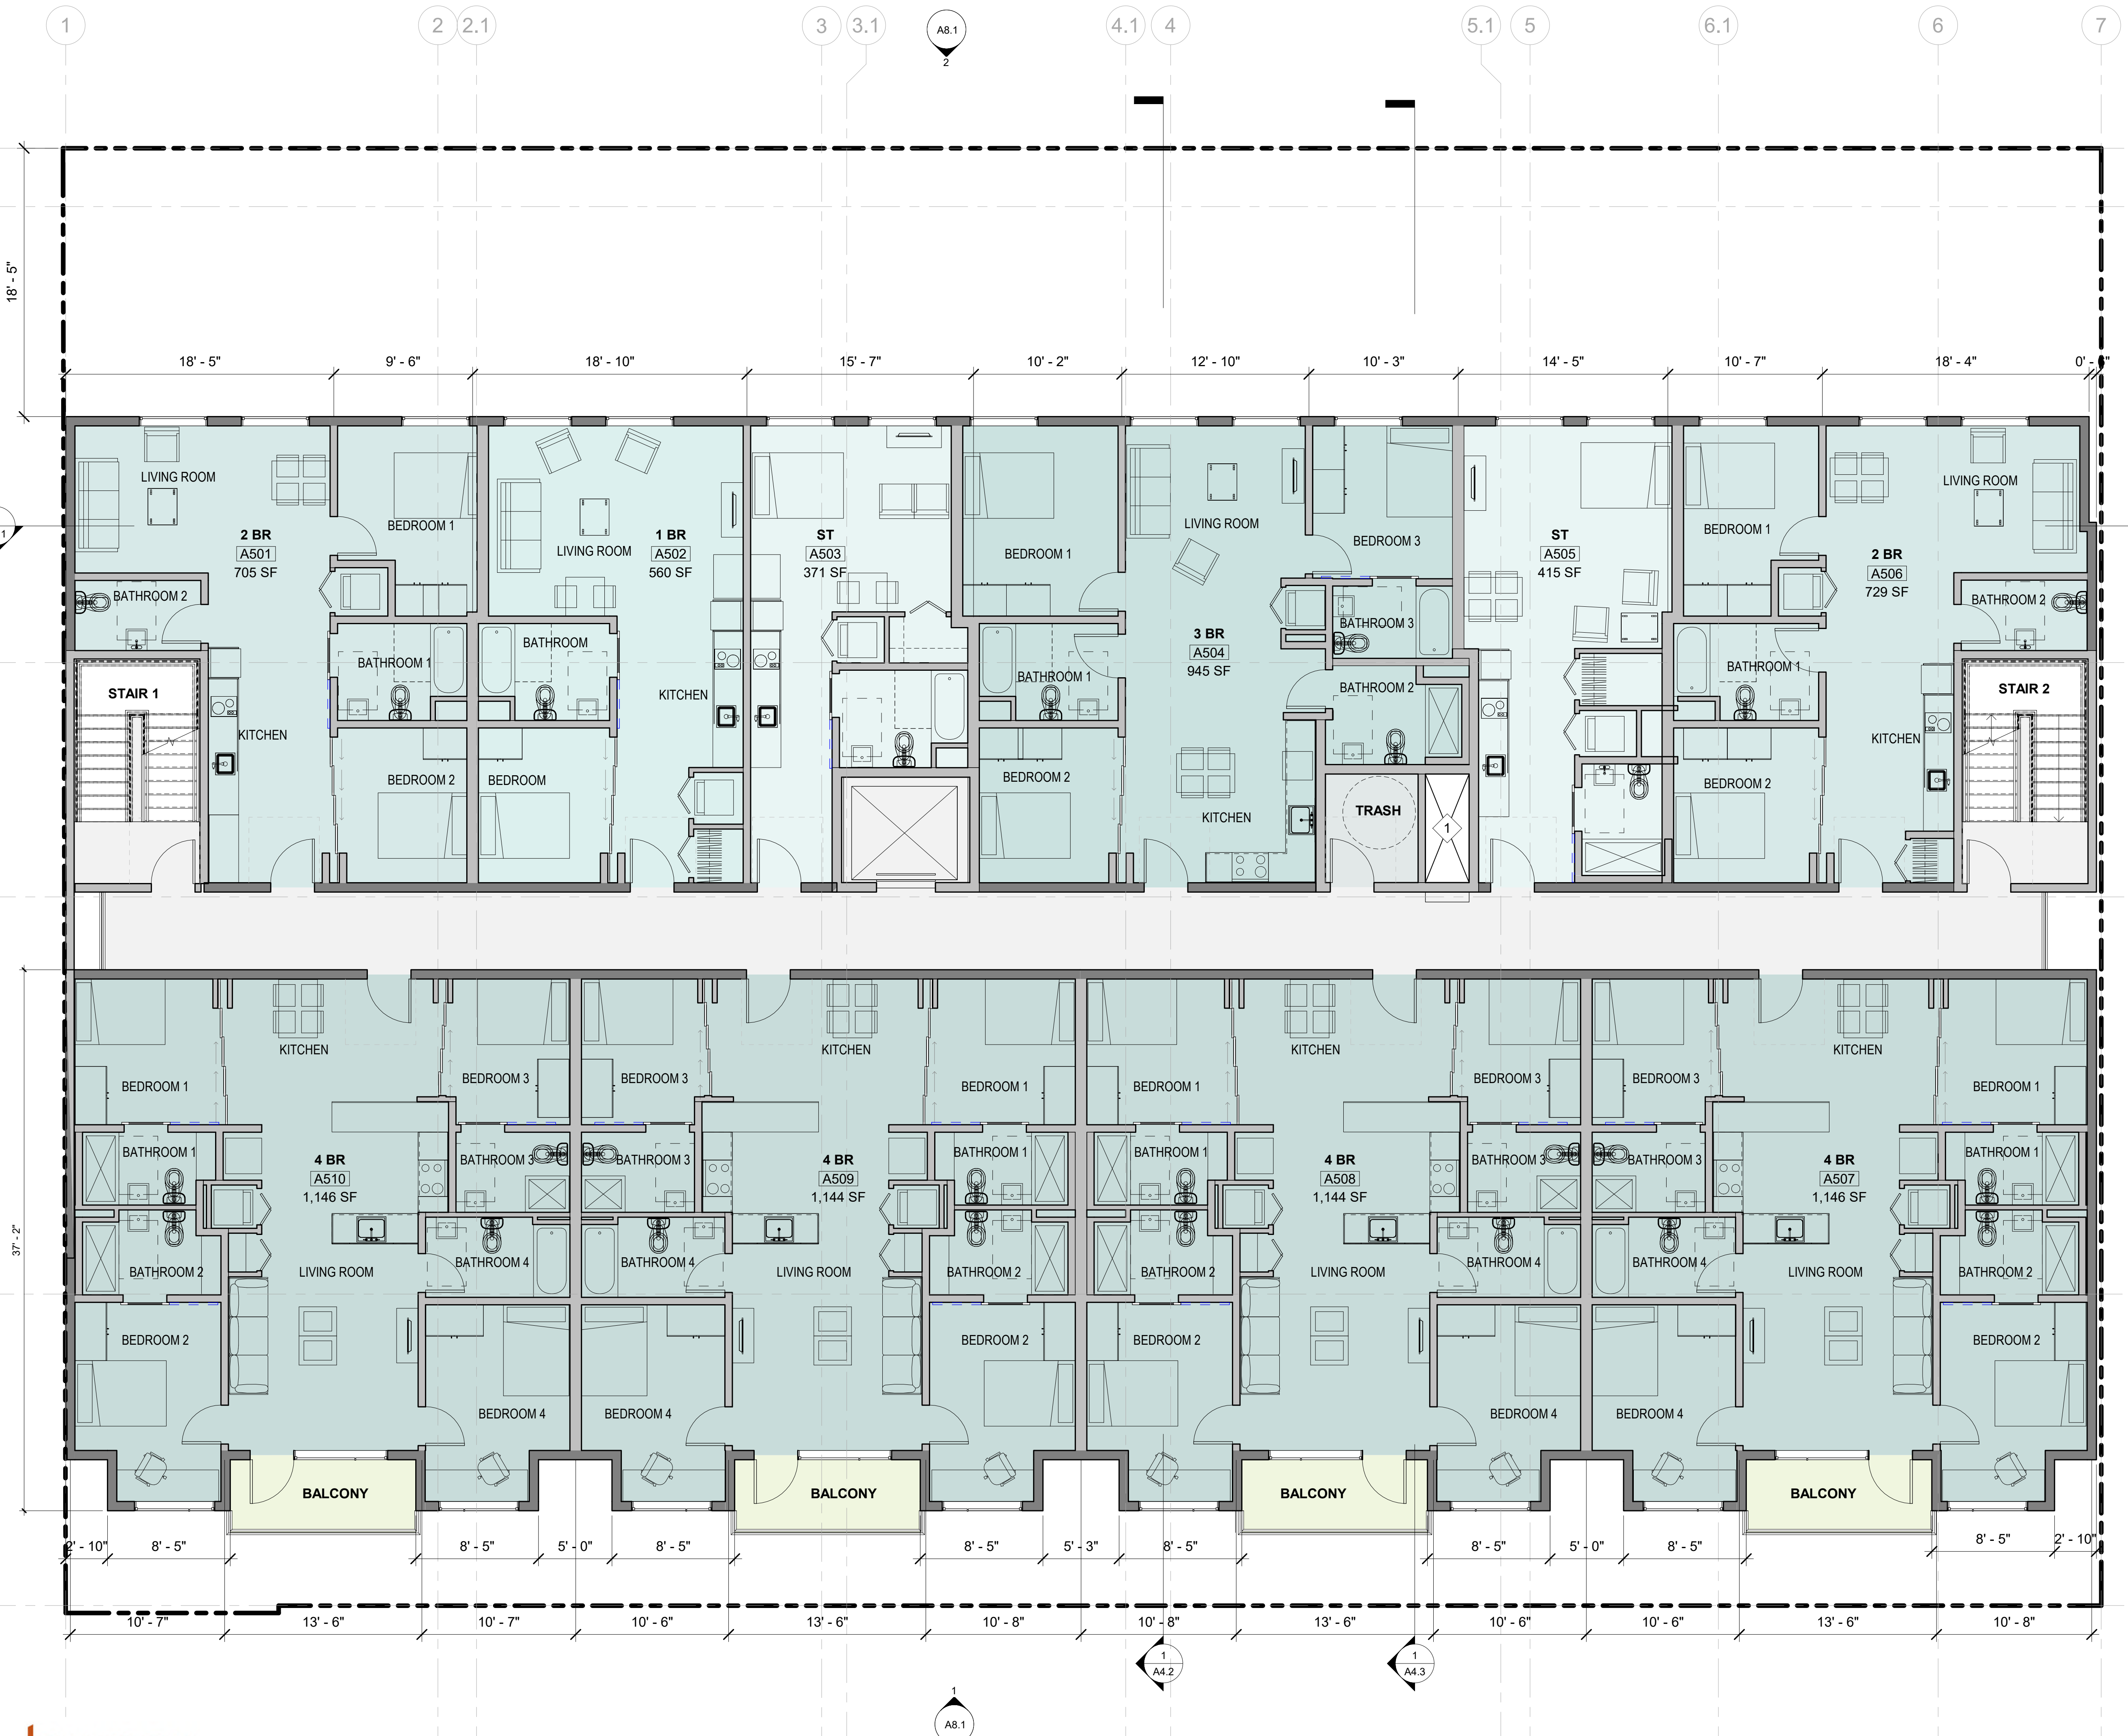 1 2 2.1 3 3.1 4.1 4 5.1 5 6.1 6 7
A8.1
2
18' - 5"
18' - 5" 9' - 6" 18' - 10" 15' - 7" 10' - 2" 12' - 10" 10' - 3" 14' - 5" 10' - 7" 18' - 4"
1
LIVING ROOM
2 BR
A501
705 SF
BEDROOM 1
BATHROOM 2
BATHROOM 1
STAIR 1
KITCHEN
BEDROOM 2
LIVING ROOM
1 BR
A502
560 SF
BATHROOM
KITCHEN
BEDROOM
ST
A503
371 SF
BEDROOM 1
LIVING ROOM
BEDROOM 3
3 BR
A504
945 SF
BATHROOM 3
BATHROOM 1
BATHROOM 2
BEDROOM 2
KITCHEN
TRASH
1
ST
A505
415 SF
BEDROOM 1
LIVING ROOM
2 BR
A506
729 SF
BATHROOM 2
BATHROOM 1
STAIR 2
KITCHEN
BEDROOM 2
37' - 2"
KITCHEN
BEDROOM 1
BEDROOM 3
BATHROOM 1
4 BR
A510
1,146 SF
BATHROOM 3
BATHROOM 2
LIVING ROOM
BATHROOM 4
BEDROOM 2
BEDROOM 4
BALCONY
KITCHEN
BEDROOM 3
BEDROOM 1
BATHROOM 3
4 BR
A509
1,144 SF
BATHROOM 1
BATHROOM 4
LIVING ROOM
BATHROOM 2
BEDROOM 2
BEDROOM 4
BALCONY
KITCHEN
BEDROOM 1
BEDROOM 3
BATHROOM 1
4 BR
A508
1,144 SF
BATHROOM 3
BATHROOM 2
LIVING ROOM
BATHROOM 4
BEDROOM 2
BEDROOM 4
BALCONY
KITCHEN
BEDROOM 3
BEDROOM 1
BATHROOM 3
4 BR
A507
1,146 SF
BATHROOM 1
BATHROOM 4
LIVING ROOM
BATHROOM 2
BEDROOM 2
BEDROOM 4
BALCONY
2' - 10" 8' - 5" 8' - 5" 5' - 0" 8' - 5" 8' - 5" 5' - 3" 8' - 5" 8' - 5" 5' - 0" 8' - 5" 8' - 5" 2' - 10"
10' - 7" 13' - 6" 10' - 7" 10' - 6" 13' - 6" 10' - 8" 10' - 8" 13' - 6" 10' - 6" 10' - 6" 13' - 6" 10' - 8"
1
A4.2
1
A4.3
1
A8.1